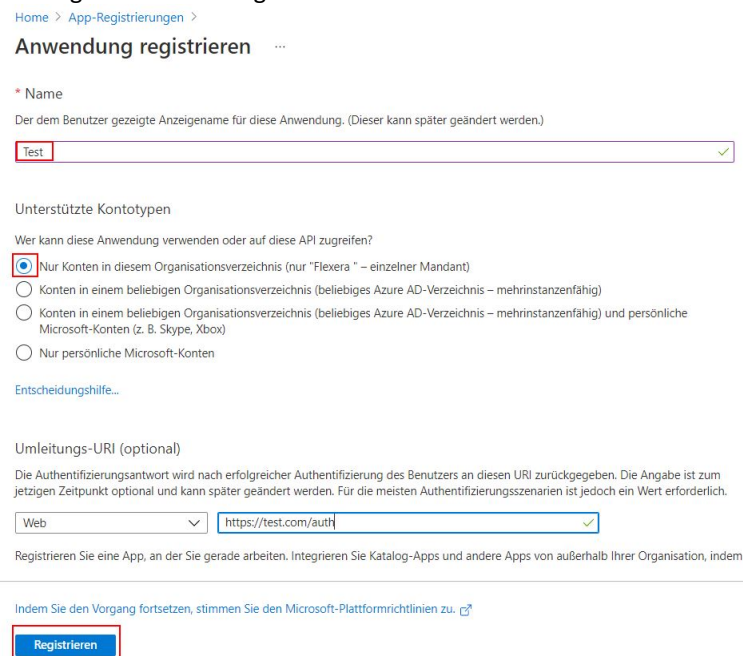 Home > App-Registrierungen >
Anwendung registrieren ...
* Name
Der dem Benutzer gezeigte Anzeigename für diese Anwendung. (Dieser kann später geändert werden.)
Test
Unterstützte Kontotypen
Wer kann diese Anwendung verwenden oder auf diese API zugreifen?
Nur Konten in diesem Organisationsverzeichnis (nur "Flexera " – einzelner Mandant)
Konten in einem beliebigen Organisationsverzeichnis (beliebiges Azure AD-Verzeichnis – mehrinstanzenfähig)
Konten in einem beliebigen Organisationsverzeichnis (beliebiges Azure AD-Verzeichnis – mehrinstanzenfähig) und persönliche
Microsoft-Konten (z. B. Skype, Xbox)
Nur persönliche Microsoft-Konten
Entscheidungshilfe...
Umleitungs-URI (optional)
Die Authentifizierungsantwort wird nach erfolgreicher Authentifizierung des Benutzers an diesen URI zurückgegeben. Die Angabe ist zum
jetzigen Zeitpunkt optional und kann später geändert werden. Für die meisten Authentifizierungsszenarien ist jedoch ein Wert erforderlich.
Web https://test.com/auth
Registrieren Sie eine App, an der Sie gerade arbeiten. Integrieren Sie Katalog-Apps und andere Apps von außerhalb Ihrer Organisation, indem
Indem Sie den Vorgang fortsetzen, stimmen Sie den Microsoft-Plattformrichtlinien zu.
Registrieren